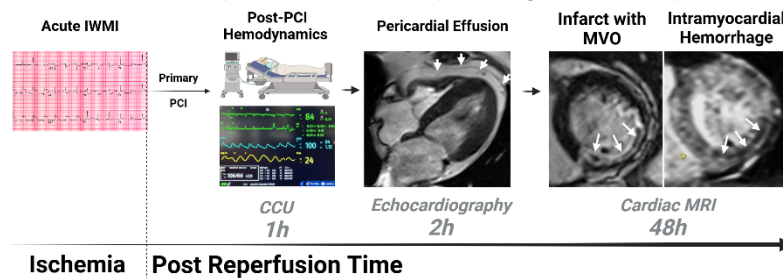 Acute IWMI
Primary
PCI
Post-PCI
Hemodynamics
84
100
24
CCU
1h
Pericardial Effusion
Echocardiography
2h
Infarct with
MVO
Intramyocardial
Hemorrhage
Cardiac MRI
48h
Ischemia
Post Reperfusion Time